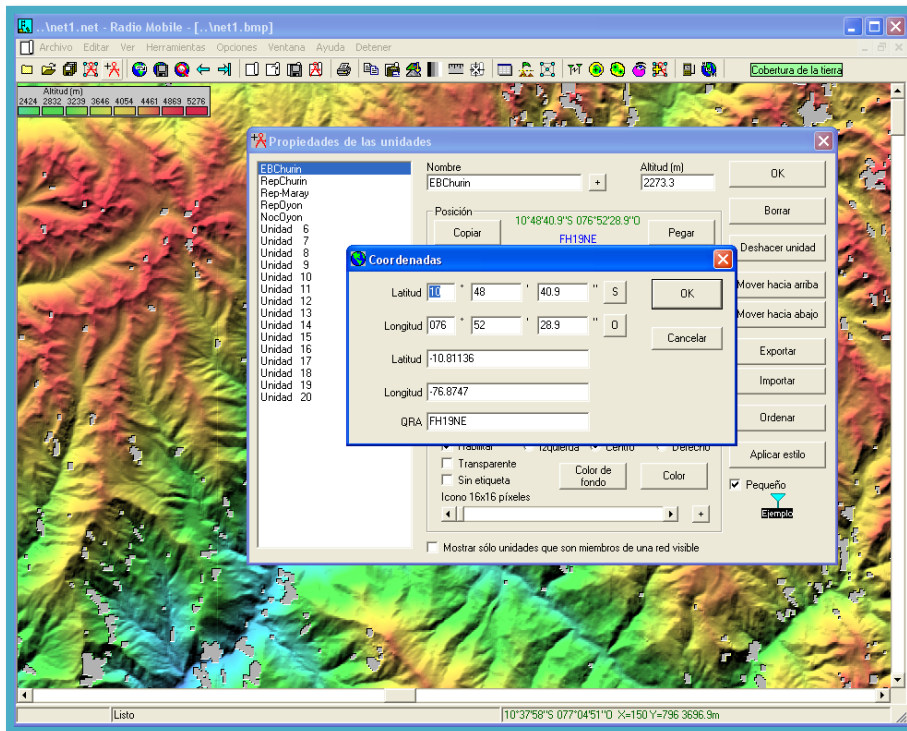 ..\net1.net - Radio Mobile - [..\net1.bmp]
Archivo Editar Ver Herramientas Opciones Ventana Ayuda Detener
Cobertura de la tierra
Altitud (m)
2424 2832 3239 3646 4054 4461 4869 5276
Propiedades de las unidades
EBChurin
RepChurin
Rep-Maray
RepOyon
NocOyon
Unidad 6
Unidad 7
Unidad 8
Unidad 9
Unidad 10
Unidad 11
Unidad 12
Unidad 13
Unidad 14
Unidad 15
Unidad 16
Unidad 17
Unidad 18
Unidad 19
Unidad 20
Nombre
EBChurin
+
Altitud (m)
2273.3
Posición
Copiar
10°48'40.9"S 076°52'28.9"O
FH19NE
Pegar
OK
Borrar
Deshacer unidad
Mover hacia arriba
Mover hacia abajo
Exportar
Importar
Ordenar
Aplicar estilo
Pequeño
Ejemplo
Coordenadas
Latitud 10 ° 48 ' 40.9 " S
Longitud 076 ° 52 ' 28.9 " O
Latitud -10.81136
Longitud -76.8747
QRA FH19NE
OK
Cancelar
Habilitar Izquierda Centro Derecho
Transparente
Sin etiqueta
Color de fondo
Color
Icono 16x16 píxeles
+
Mostrar sólo unidades que son miembros de una red visible
Listo
10°37'58"S 077°04'51"O X=150 Y=796 3696.9m